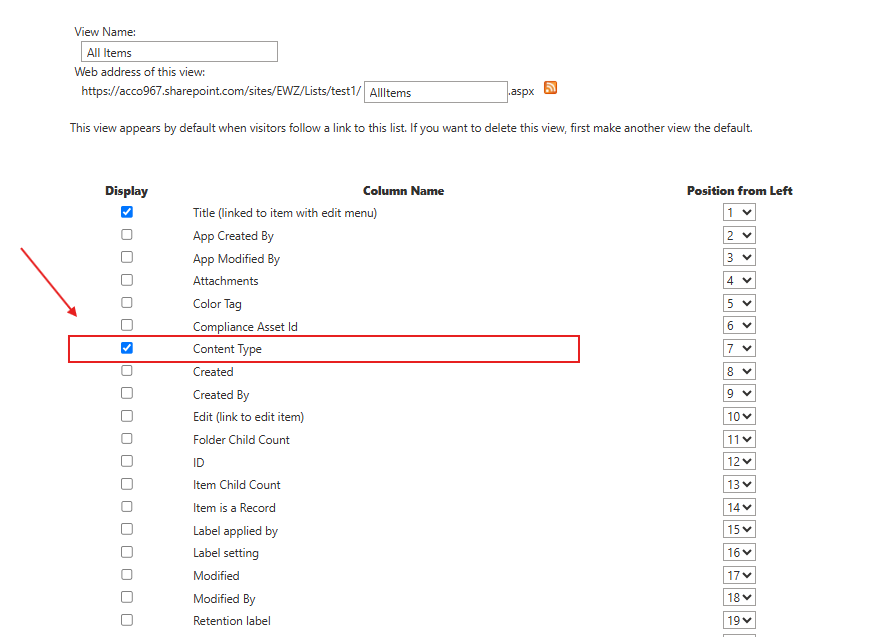 View Name:
All Items
Web address of this view:
https://acco967.sharepoint.com/sites/EWZ/Lists/test1/ AllItems .aspx
This view appears by default when visitors follow a link to this list. If you want to delete this view, first make another view the default.
Display Column Name Position from Left
Title (linked to item with edit menu) 1
App Created By 2
App Modified By 3
Attachments 4
Color Tag 5
Compliance Asset Id 6
Content Type 7
Created 8
Created By 9
Edit (link to edit item) 10
Folder Child Count 11
ID 12
Item Child Count 13
Item is a Record 14
Label applied by 15
Label setting 16
Modified 17
Modified By 18
Retention label 19